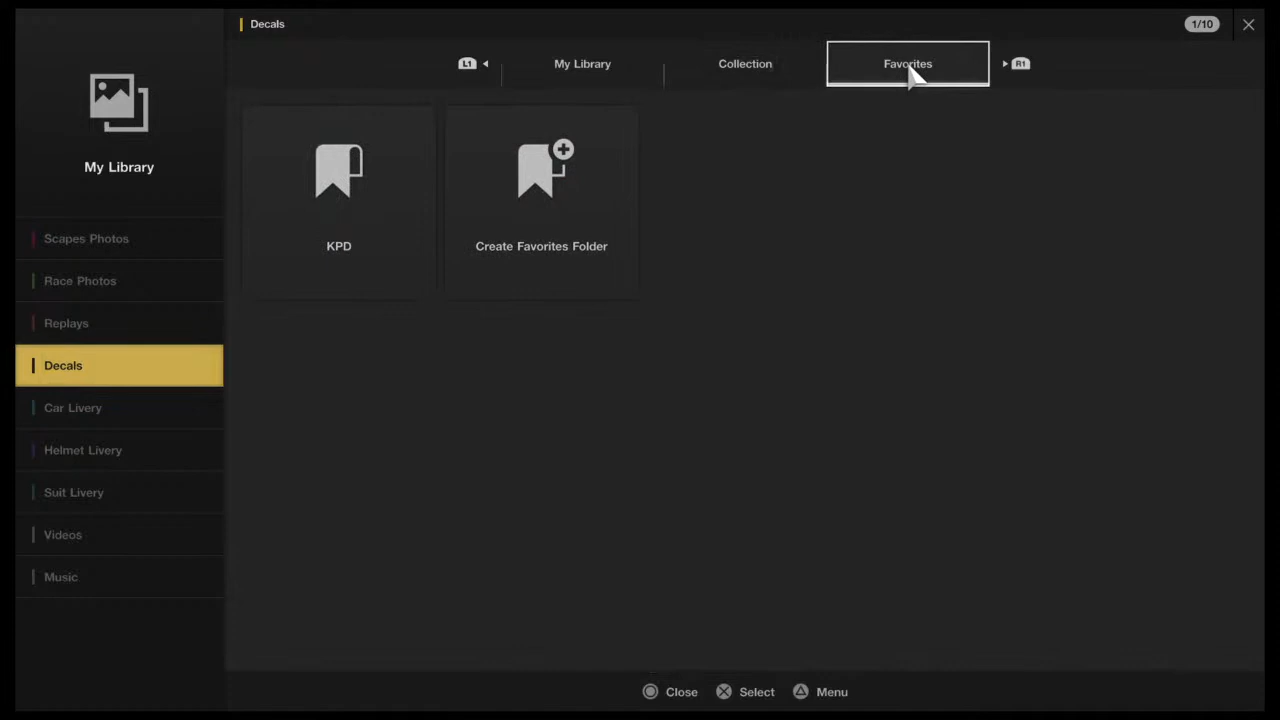 Decals
1/10
L1
My Library
Collection
Favorites
R1
My Library
Scapes Photos
Race Photos
Replays
Decals
Car Livery
Helmet Livery
Suit Livery
Videos
Music
KPD
Create Favorites Folder
Close
Select
Menu